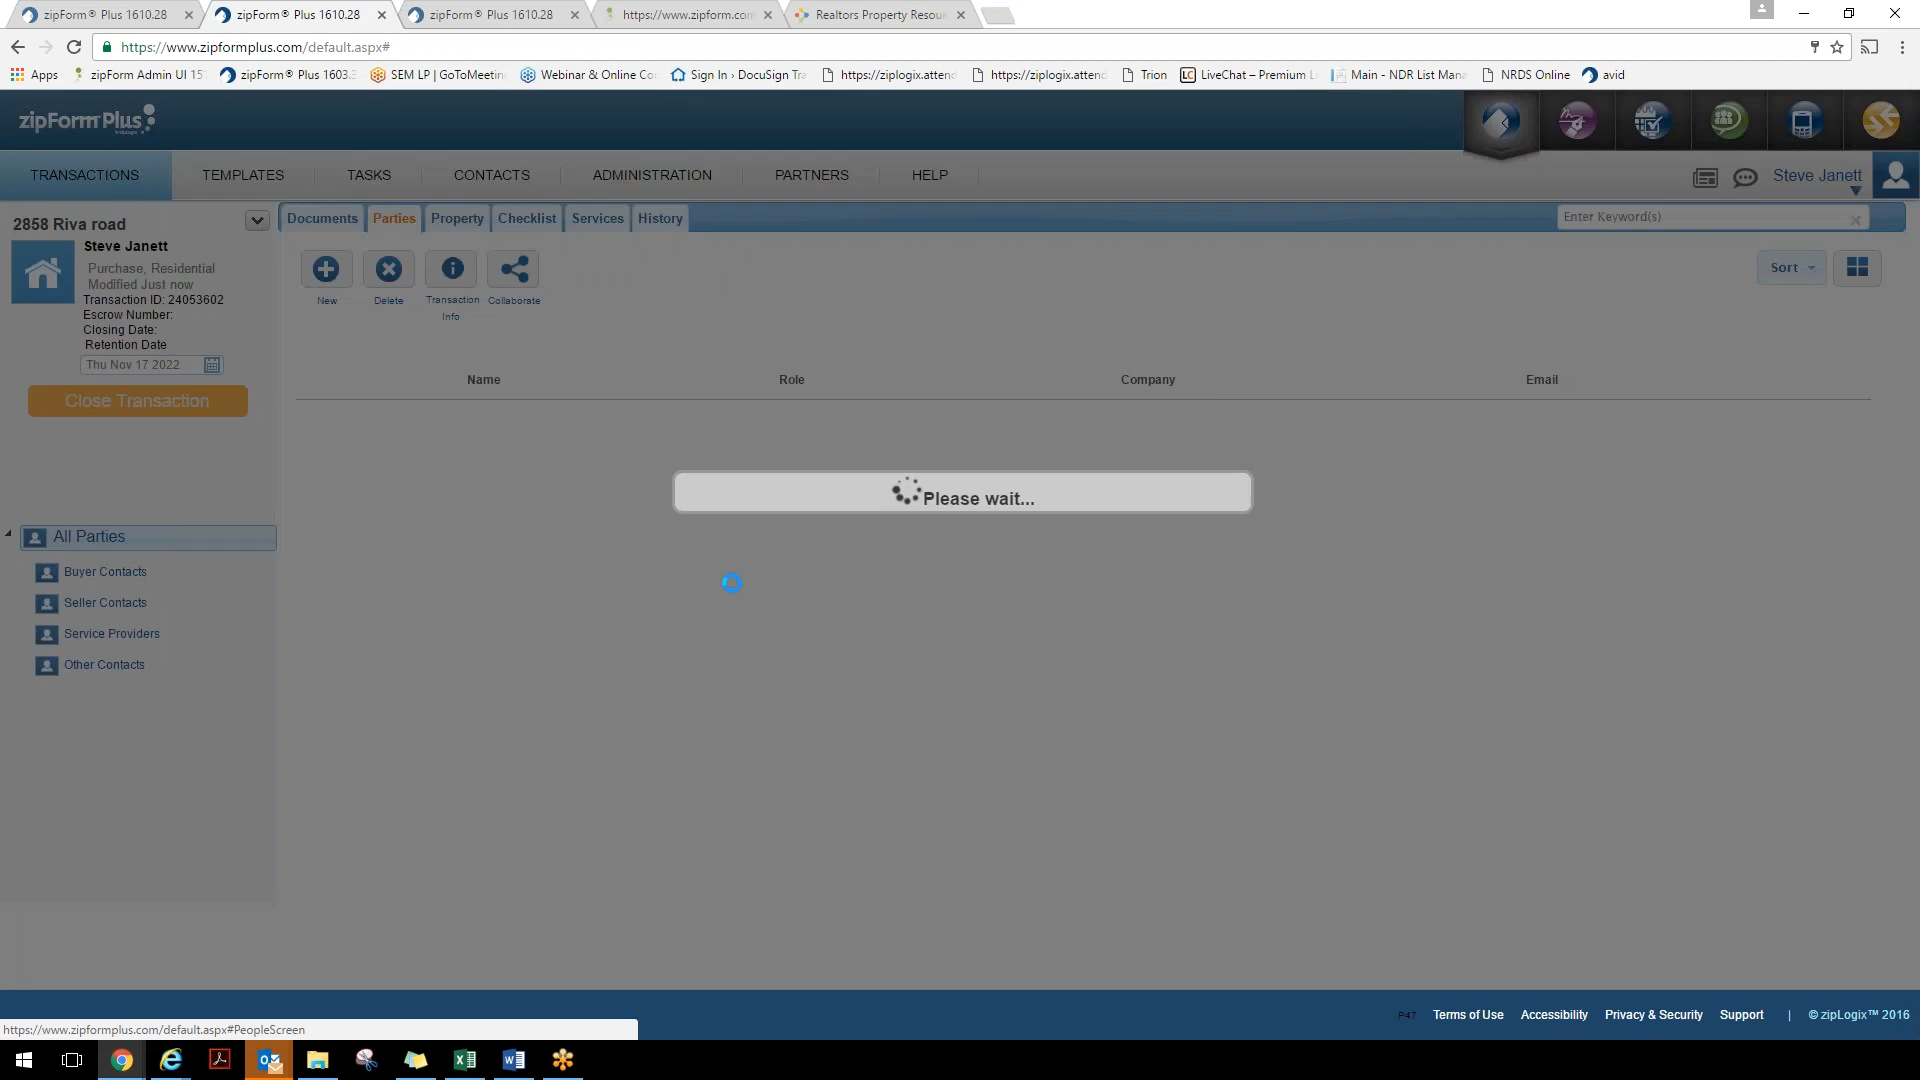 zipForm® Plus 1610.28
zipForm® Plus 1610.28
zipForm® Plus 1610.28
https://www.zipform.com
Realtors Property Resour
https://www.zipformplus.com/default.aspx#
Apps
zipForm Admin UI 15
zipForm® Plus 1603.
SEM LP | GoToMeetin
Webinar & Online Co
Sign In › DocuSign Tra
https://ziplogix.attend
https://ziplogix.attend
Trion
LiveChat – Premium L
Main - NDR List Mana
NRDS Online
avid
zipForm Plus
TRANSACTIONS
TEMPLATES
TASKS
CONTACTS
ADMINISTRATION
PARTNERS
HELP
Steve Janett
2858 Riva road
Steve Janett
Purchase, Residential
Modified Just now
Transaction ID: 24053602
Escrow Number:
Closing Date:
Retention Date
Thu Nov 17 2022
Close Transaction
Documents
Parties
Property
Checklist
Services
History
Enter Keyword(s)
New
Delete
Transaction
Info
Collaborate
Sort
Name
Role
Company
Email
Please wait...
All Parties
Buyer Contacts
Seller Contacts
Service Providers
Other Contacts
P47
Terms of Use
Accessibility
Privacy & Security
Support
|
© zipLogix™ 2016
https://www.zipformplus.com/default.aspx#PeopleScreen